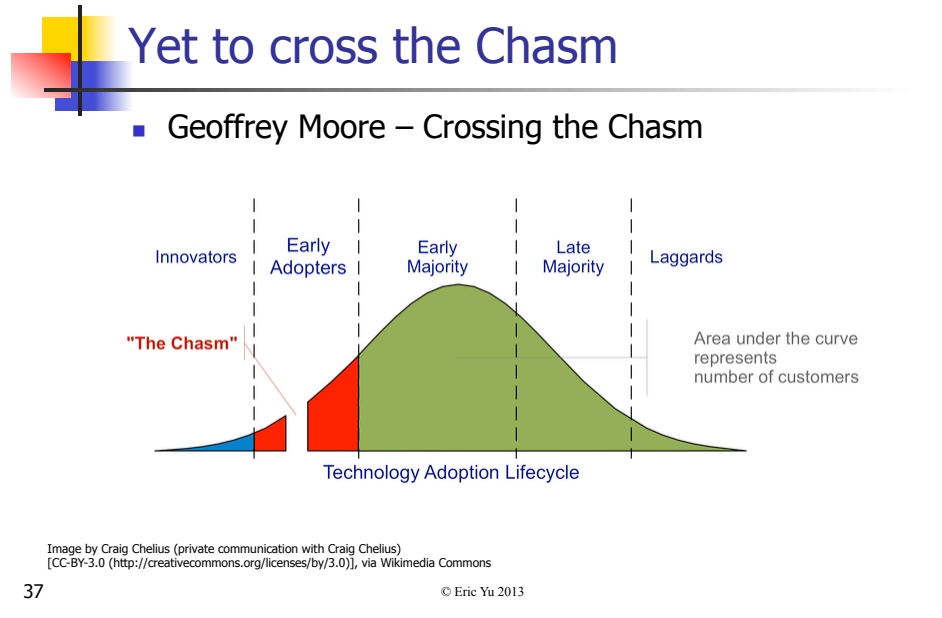 Yet to cross the Chasm
Geoffrey Moore – Crossing the Chasm
Innovators
Early
Adopters
Early
Majority
Late
Majority
Laggards
"The Chasm"
Area under the curve
represents
number of customers
Technology Adoption Lifecycle
Image by Craig Chelius (private communication with Craig Chelius)
[CC-BY-3.0 (http://creativecommons.org/licenses/by/3.0)], via Wikimedia Commons
37
© Eric Yu 2013